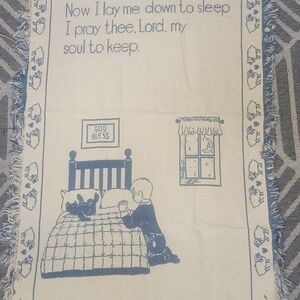 Now I lay me down to sleep
I pray thee, Lord, my
soul to keep.
GOD
BLESS